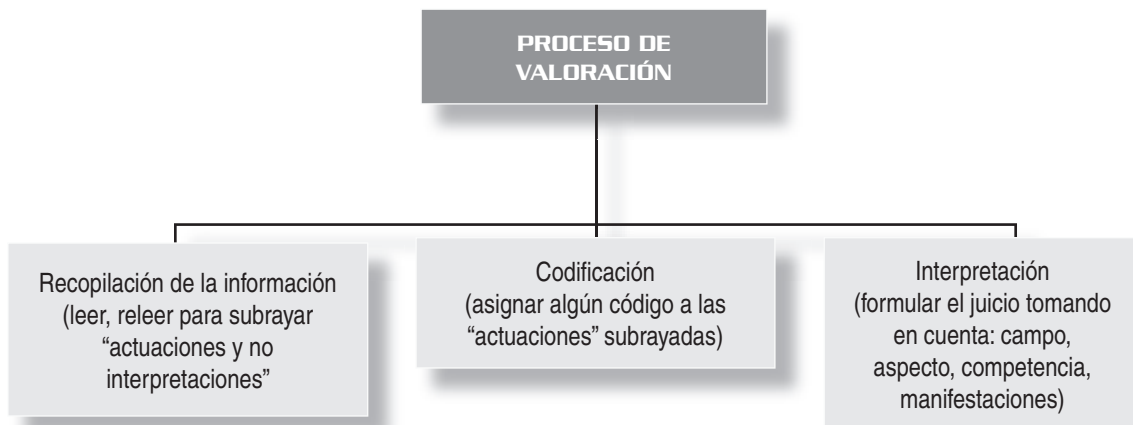 PROCESO DE
VALORACIÓN
Recopilación de la información
(leer, releer para subrayar
“actuaciones y no
interpretaciones”
Codificación
(asignar algún código a las
“actuaciones” subrayadas)
Interpretación
(formular el juicio tomando
en cuenta: campo,
aspecto, competencia,
manifestaciones)